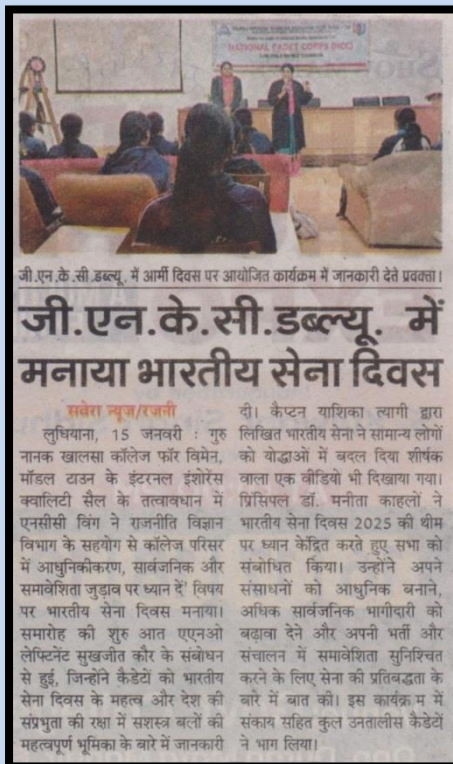 NATIONAL CADET CORPS (NCC)
जी.एन.के.सी.डब्ल्यू. में आर्मी दिवस पर आयोजित कार्यक्रम में जानकारी देते प्रवक्ता।
जी.एन.के.सी.डब्ल्यू. में
मनाया भारतीय सेना दिवस
सवेरा न्यूज/रजनी
लुधियाना, 15 जनवरी : गुरु
नानक खालसा कॉलेज फॉर विमेन,
मॉडल टाउन के इंटरनल इंशोरेंस
क्वालिटी सैल के तत्वावधान में
एनसीसी विंग ने राजनीति विज्ञान
विभाग के सहयोग से कॉलेज परिसर
में आधुनिकीकरण, सार्वजनिक और
समावेशिता जुड़ाव पर ध्यान दें' विषय
पर भारतीय सेना दिवस मनाया।
समारोह की शुरु आत एएनओ
लेफ्टिनेंट सुखजीत कौर के संबोधन
से हुई, जिन्होंने कैडेटों को भारतीय
सेना दिवस के महत्व और देश की
संप्रभुता की रक्षा में सशस्त्र बलों की
महत्वपूर्ण भूमिका के बारे में जानकारी
दी। कैप्टन याशिका त्यागी द्वारा
लिखित भारतीय सेना ने सामान्य लोगों
को योद्धाओं में बदल दिया शीर्षक
वाला एक वीडियो भी दिखाया गया।
प्रिंसिपल डॉ. मनीता काहलों ने
भारतीय सेना दिवस 2025 की थीम
पर ध्यान केंद्रित करते हुए सभा को
संबोधित किया। उन्होंने अपने
संसाधनों को आधुनिक बनाने,
अधिक सार्वजनिक भागीदारी को
बढ़ावा देने और अपनी भर्ती और
संचालन में समावेशिता सुनिश्चित
करने के लिए सेना की प्रतिबद्धता के
बारे में बात की। इस कार्यक्र म में
संकाय सहित कुल उनतालीस कैडेटों
ने भाग लिया।